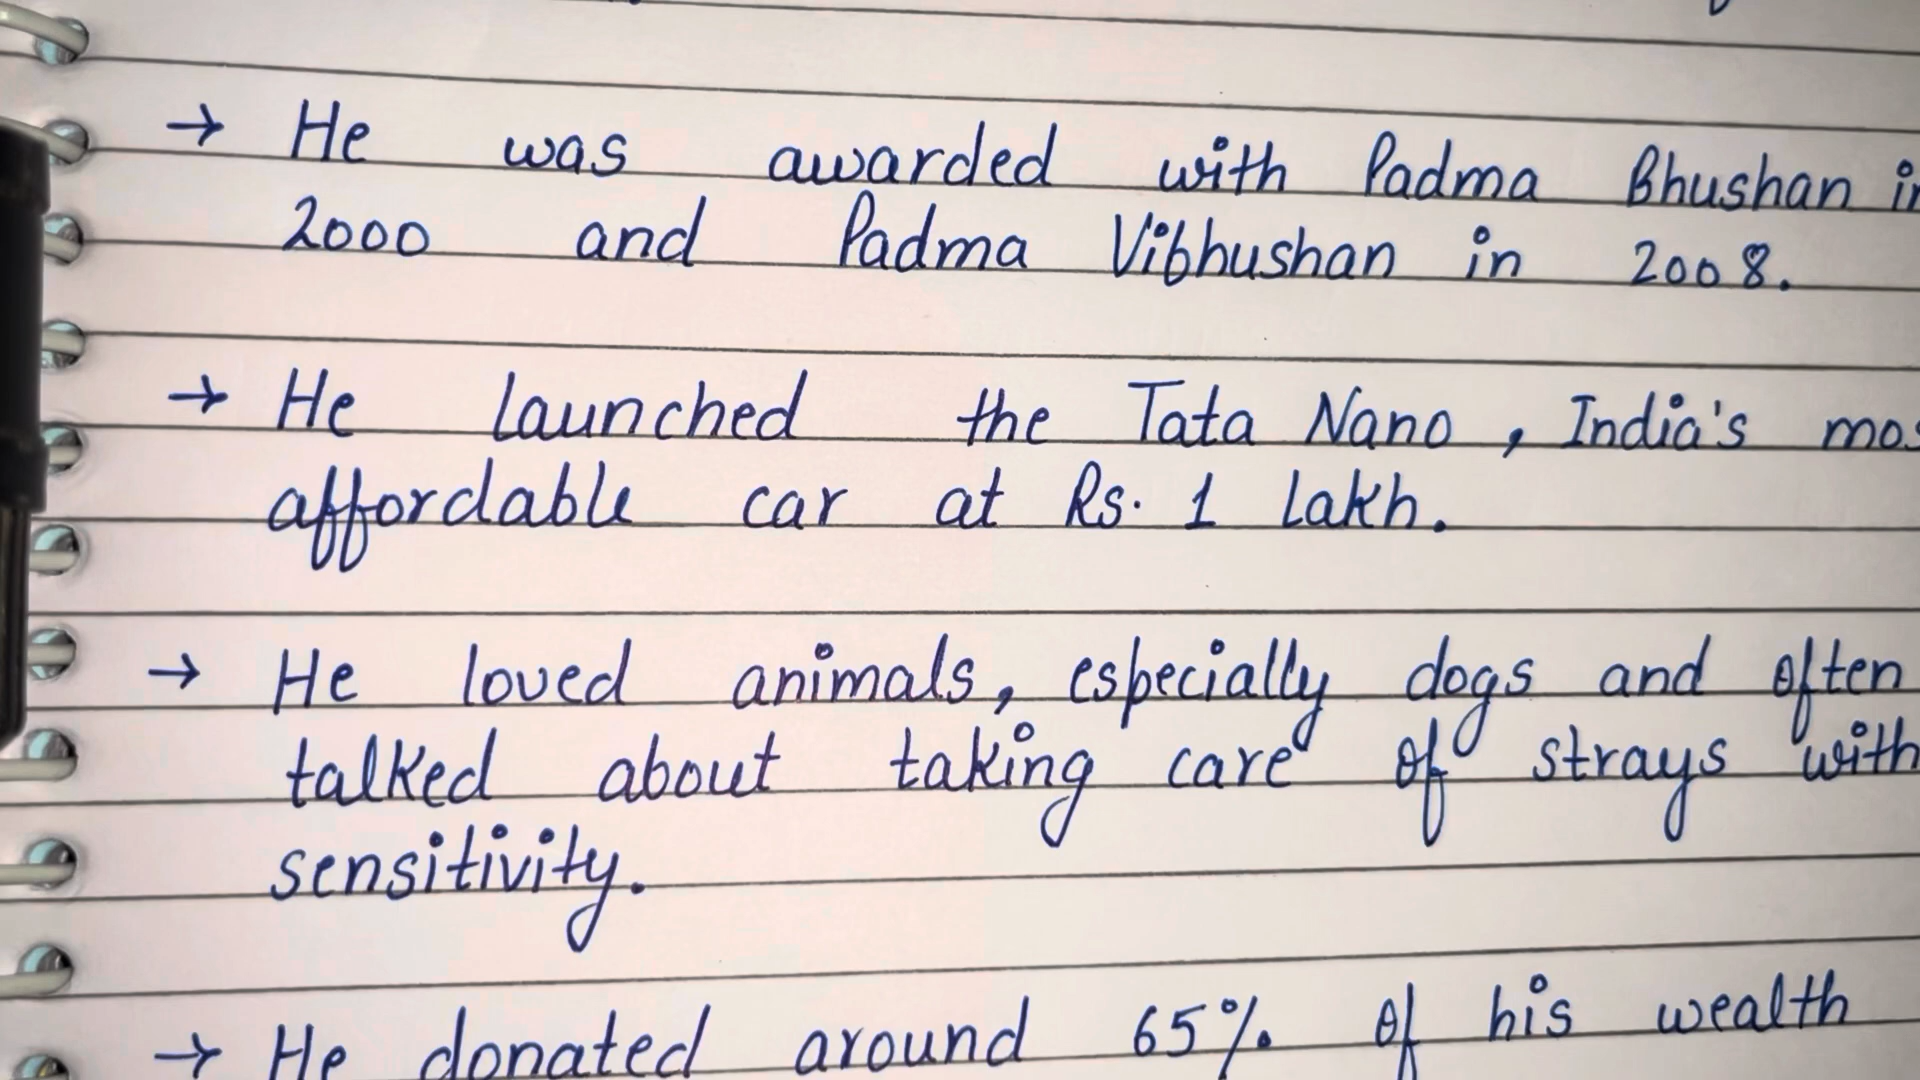 → He was awarded with Padma Bhushan in
2000 and Padma Vibhushan in 2008.
→ He launched the Tata Nano, India's mos
affordable car at Rs. 1 lakh.
→ He loved animals, especially dogs and often
talked about taking care of strays with
sensitivity.
→ He donated around 65% of his wealth